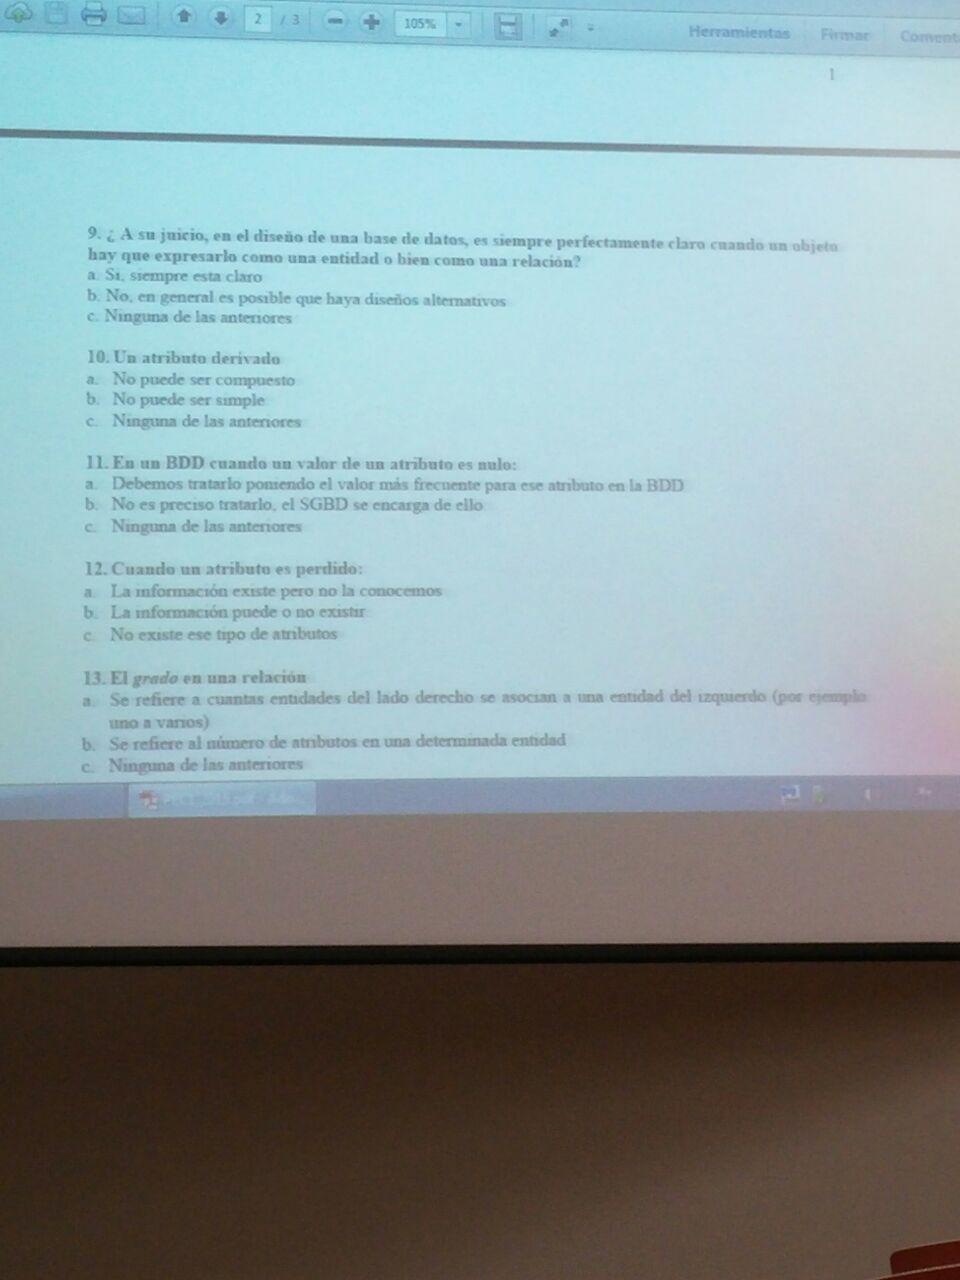 2 / 3
105%
Herramientas
Firmar
Coment
1
9. ¿ A su juicio, en el diseño de una base de datos, es siempre perfectamente claro cuando un objeto
hay que expresarlo como una entidad o bien como una relación?
a. Si, siempre esta claro
b. No, en general es posible que haya diseños alternativos
c. Ninguna de las anteriores
10. Un atributo derivado
a. No puede ser compuesto
b. No puede ser simple
c. Ninguna de las anteriores
11. En un BDD cuando un valor de un atributo es nulo:
a. Debemos tratarlo poniendo el valor más frecuente para ese atributo en la BDD
b. No es preciso tratarlo, el SGBD se encarga de ello
c. Ninguna de las anteriores
12. Cuando un atributo es perdido:
a. La información existe pero no la conocemos
b. La información puede o no existir
c. No existe ese tipo de atributos
13. El grado en una relación
a. Se refiere a cuantas entidades del lado derecho se asocian a una entidad del izquierdo (por ejemplo
uno a varios)
b. Se refiere al número de atributos en una determinada entidad
c. Ninguna de las anteriores